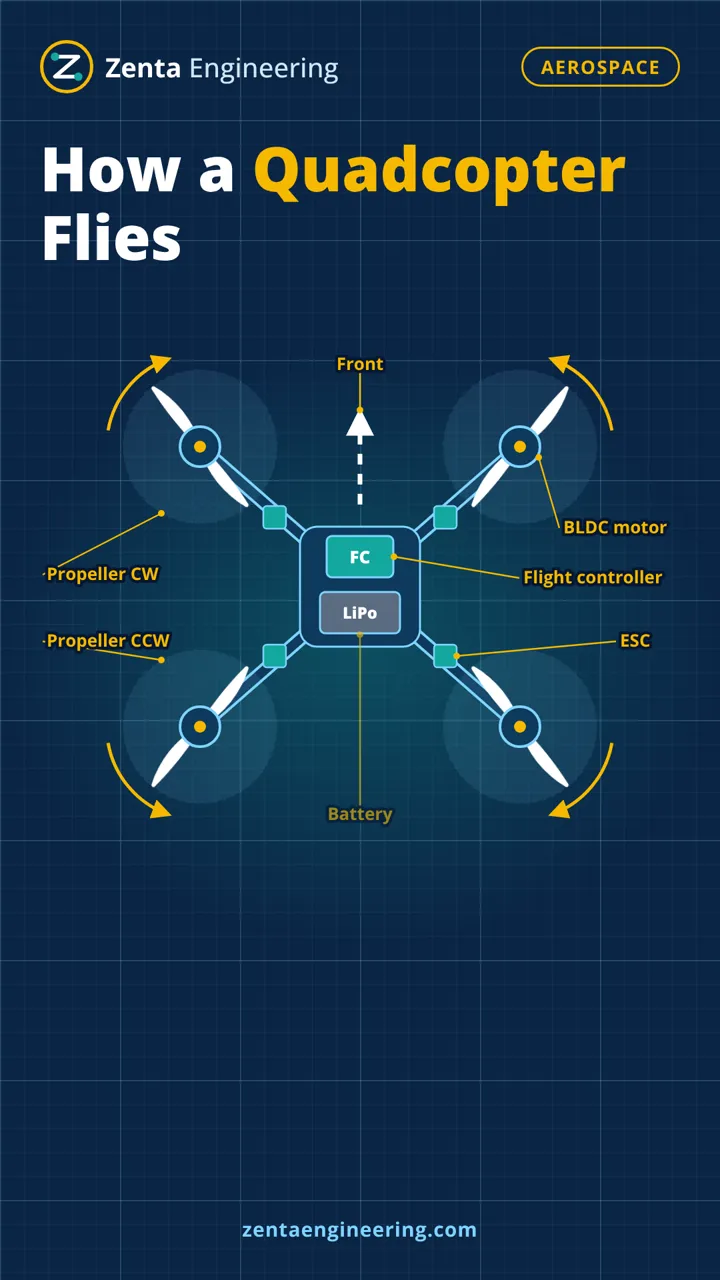 Zenta Engineering
AEROSPACE
How a Quadcopter
Flies
Front
BLDC motor
FC
Flight controller
Propeller CW
LiPo
Propeller CCW
ESC
Battery
zentaengineering.com